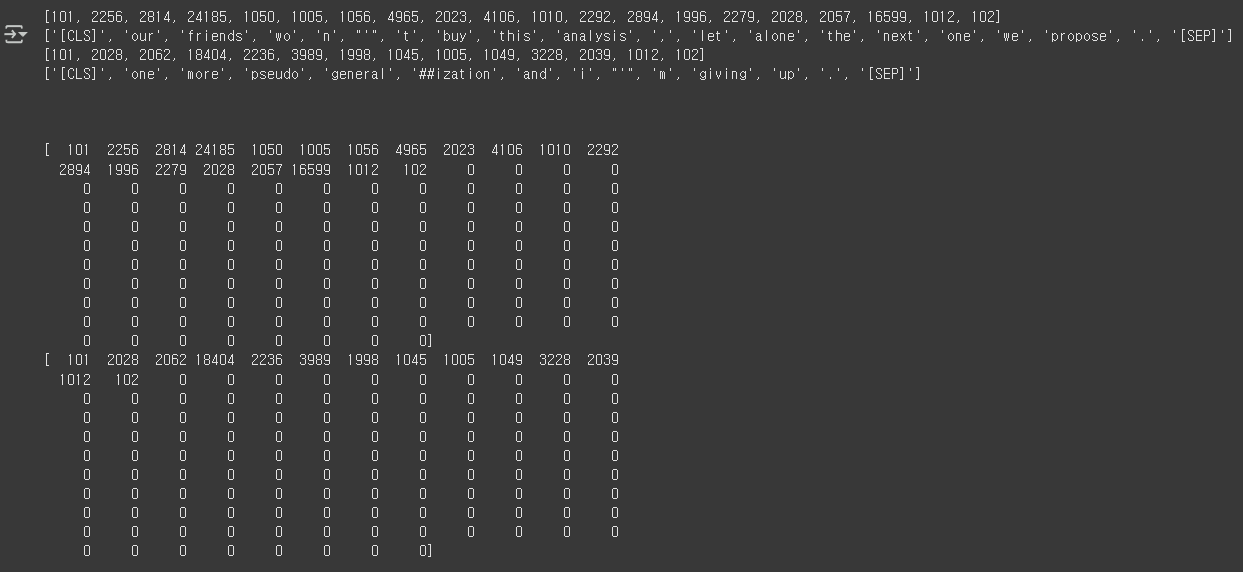 [101, 2256, 2814, 24185, 1050, 1005, 1056, 4965, 2023, 4106, 1010, 2292, 2894, 1996, 2279, 2028, 2057, 16599, 1012, 102]
['[CLS]', 'our', 'friends', 'wo', 'n', "'", 't', 'buy', 'this', 'analysis', ',', 'let', 'alone', 'the', 'next', 'one', 'we', 'propose', '.', '[SEP]']
[101, 2028, 2062, 18404, 2236, 3989, 1998, 1045, 1005, 1049, 3228, 2039, 1012, 102]
['[CLS]', 'one', 'more', 'pseudo', 'general', '##ization', 'and', 'i', "'", 'm', 'giving', 'up', '.', '[SEP]']
[ 101 2256 2814 24185 1050 1005 1056 4965 2023 4106 1010 2292
2894 1996 2279 2028 2057 16599 1012 102 0 0 0 0
0 0 0 0 0 0 0 0 0 0 0 0
0 0 0 0 0 0 0 0 0 0 0 0
0 0 0 0 0 0 0 0 0 0 0 0
0 0 0 0 0 0 0 0 0 0 0 0
0 0 0 0 0 0 0 0 0 0 0 0
0 0 0 0 0 0 0 0 0 0 0 0
0 0 0 0 0 0 0 0 0 0 0 0
0 0 0 0 0 0 0 0 0 0 0 0
0 0 0 0 0 0 0 0]
[ 101 2028 2062 18404 2236 3989 1998 1045 1005 1049 3228 2039
1012 102 0 0 0 0 0 0 0 0 0 0
0 0 0 0 0 0 0 0 0 0 0 0
0 0 0 0 0 0 0 0 0 0 0 0
0 0 0 0 0 0 0 0 0 0 0 0
0 0 0 0 0 0 0 0 0 0 0 0
0 0 0 0 0 0 0 0 0 0 0 0
0 0 0 0 0 0 0 0 0 0 0 0
0 0 0 0 0 0 0 0 0 0 0 0
0 0 0 0 0 0 0 0 0 0 0 0
0 0 0 0 0 0 0 0]